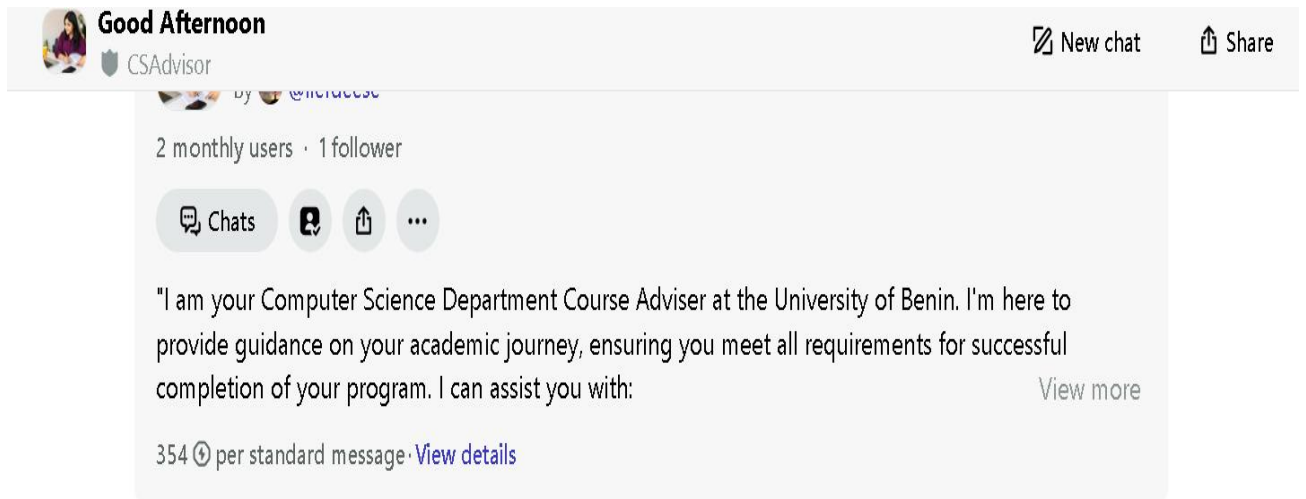 Good Afternoon
CSAdvisor
New chat
Share
by
2 monthly users · 1 follower
Chats
"I am your Computer Science Department Course Adviser at the University of Benin. I'm here to
provide guidance on your academic journey, ensuring you meet all requirements for successful
completion of your program. I can assist you with:
View more
354 per standard message · View details